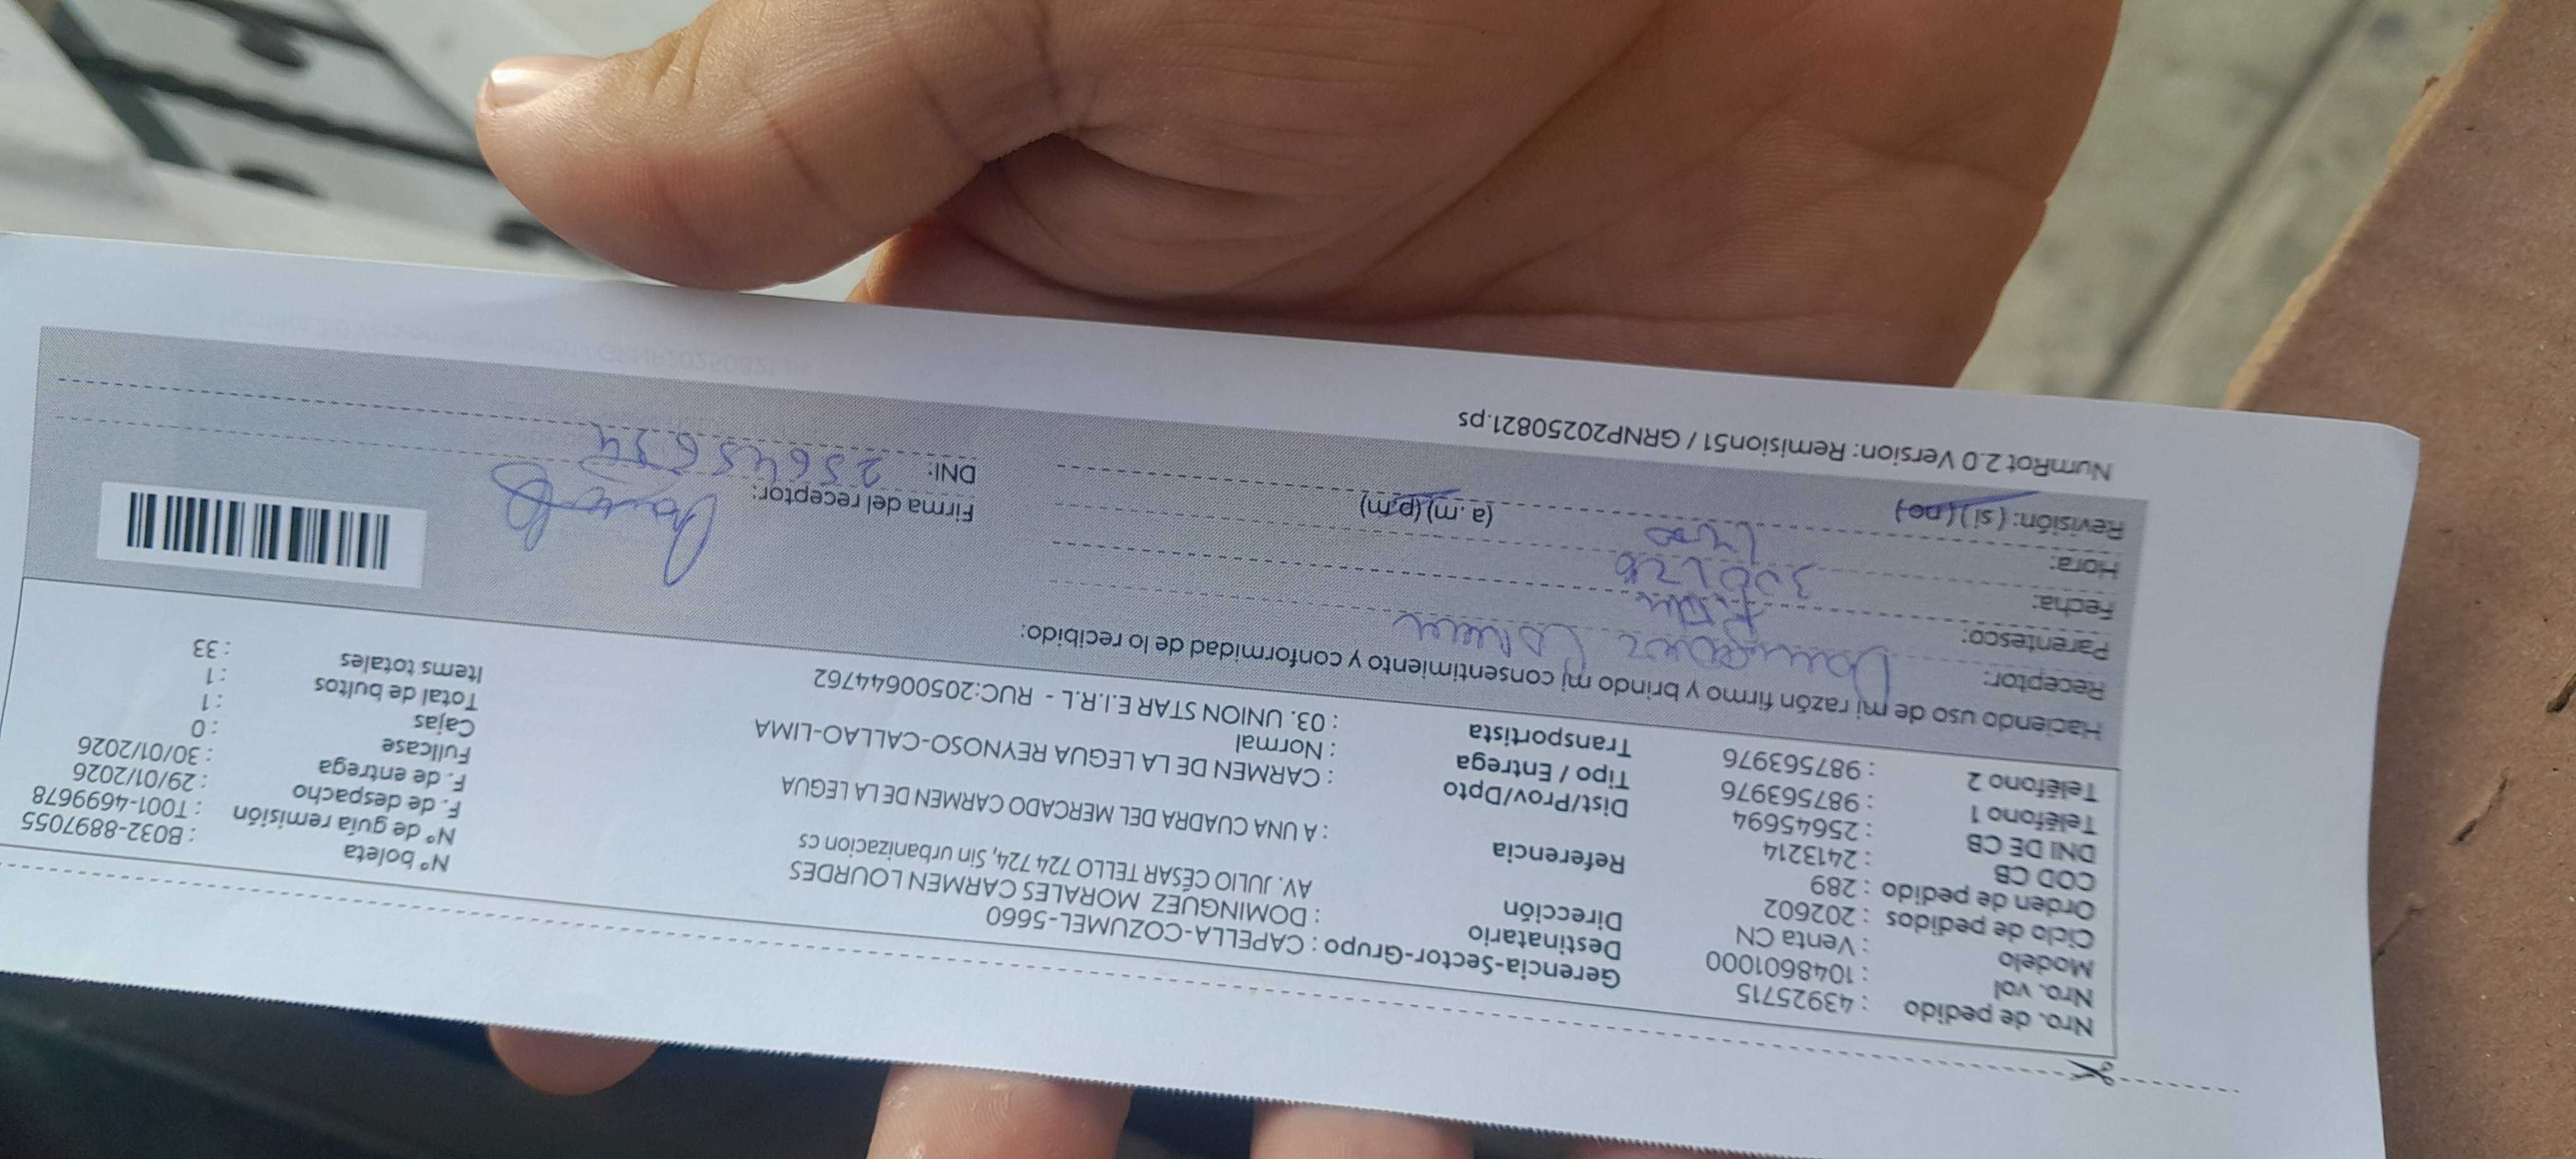 Nro. de pedido : 43925715
Nro. vol : 1048601000
Modelo : Venta CN
Ciclo de pedidos : 202602
Orden de pedido : 289
COD CB : 2413214
DNI DE CB : 25645694
Teléfono 1 : 987563976
Teléfono 2 : 987563976
Gerencia-Sector-Grupo : CAPELLA-COZUMEL-5660
Destinatario : DOMINGUEZ MORALES CARMEN LOURDES
Dirección AV. JULIO CÉSAR TELLO 724 724, Sin urbanizacion cs
Referencia : A UNA CUADRA DEL MERCADO CARMEN DE LA LEGUA
Dist/Prov/Dpto : CARMEN DE LA LEGUA REYNOSO-CALLAO-LIMA
Tipo / Entrega : Normal
Transportista : 03. UNION STAR E.I.R.L - RUC:20500644762
Nº boleta : B032-8897055
Nº de guía remisión : T001-4699678
F. de despacho : 29/01/2026
F. de entrega : 30/01/2026
Fullcase : 0
Cajas : 1
Total de bultos : 1
Items totales : 33
Haciendo uso de mi razón firmo y brindo mi consentimiento y conformidad de lo recibido:
Receptor: Dominguez Carmen
Parentesco:
Fecha: 300126
Hora: (a.m) (p.m)
Revisión: (si) (no)
Firma del receptor:
DNI: 25645694
NumRot 2.0 Version: Remision51 / GRNP20250821.ps